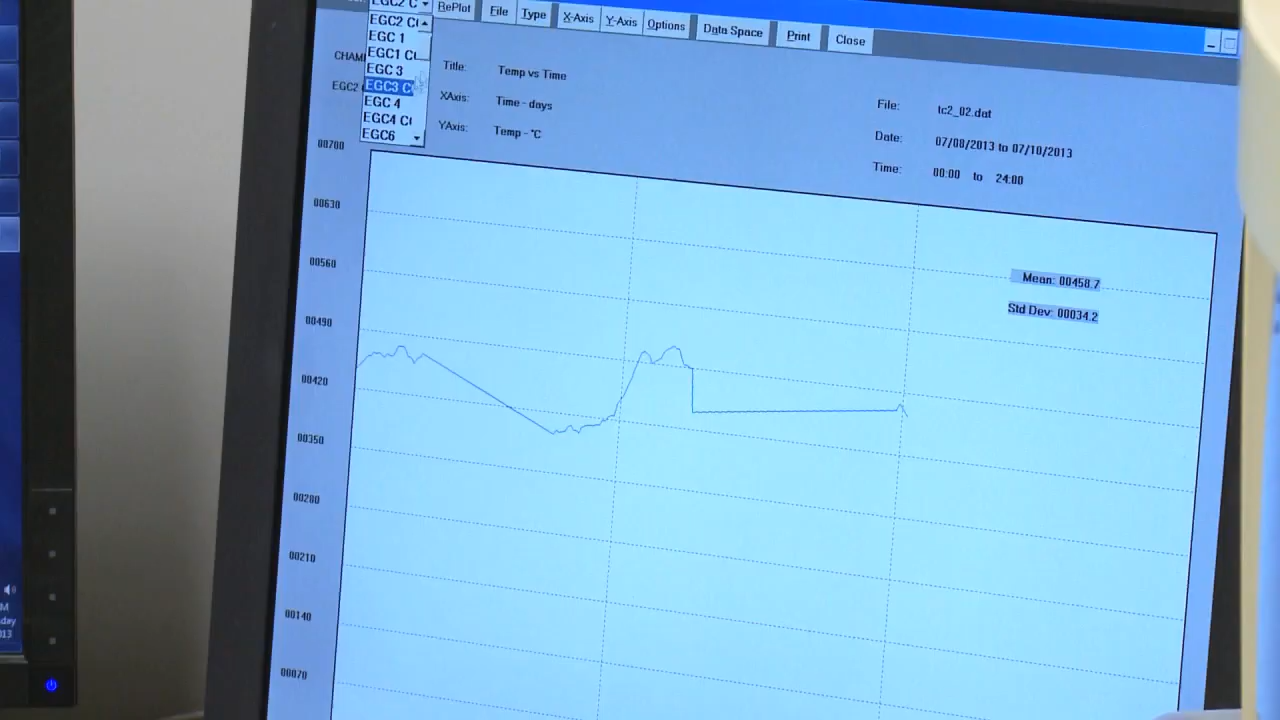 EGC2 C
RePlot File Type X-Axis Y-Axis Options Data Space Print Close
EGC2
EGC 1
EGC1
EGC 3
EGC3
EGC 4
EGC4
EGC6
CHAM
EGC2
Title: Temp vs Time
XAxis: Time - days
YAxis: Temp - °C
File: tc2_02.dat
Date: 07/08/2013 to 07/10/2013
Time: 00:00 to 24:00
00700
00630
00560
00490
00420
00350
00280
00210
00140
00070
Mean: 00458.7
Std Dev: 00034.2
M
day
013